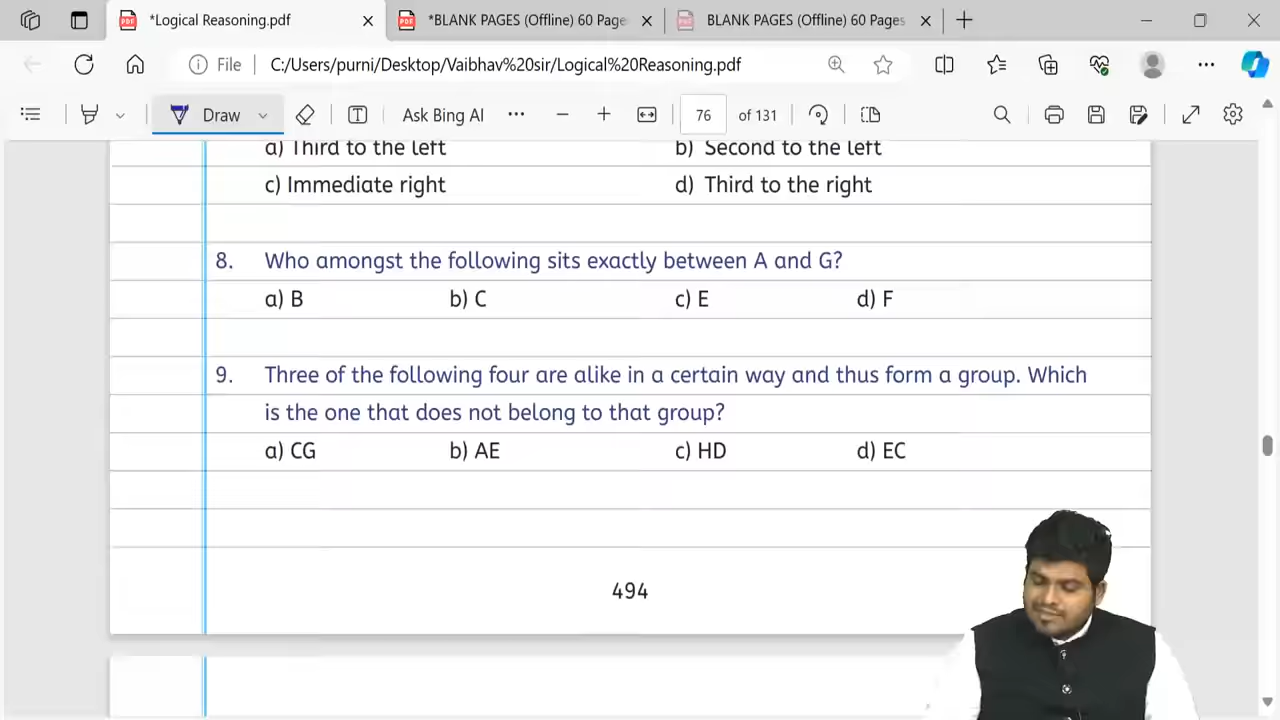 *Logical Reasoning.pdf
*BLANK PAGES (Offline) 60 Page
BLANK PAGES (Offline) 60 Pages
File
C:/Users/purni/Desktop/Vaibhav%20sir/Logical%20Reasoning.pdf
Draw
Ask Bing AI
76
of 131
a) Third to the left
b) Second to the left
c) Immediate right
d) Third to the right
8. Who amongst the following sits exactly between A and G?
a) B
b) C
c) E
d) F
9. Three of the following four are alike in a certain way and thus form a group. Which
is the one that does not belong to that group?
a) CG
b) AE
c) HD
d) EC
494